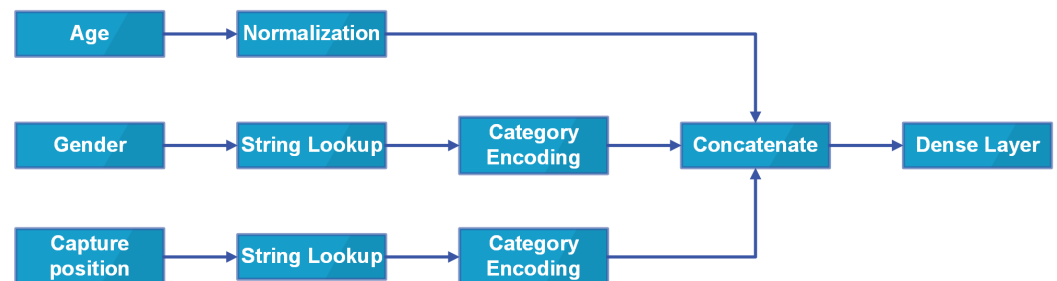 Age
Normalization
Gender
String Lookup
Category
Encoding
Concatenate
Dense Layer
Capture
position
String Lookup
Category
Encoding